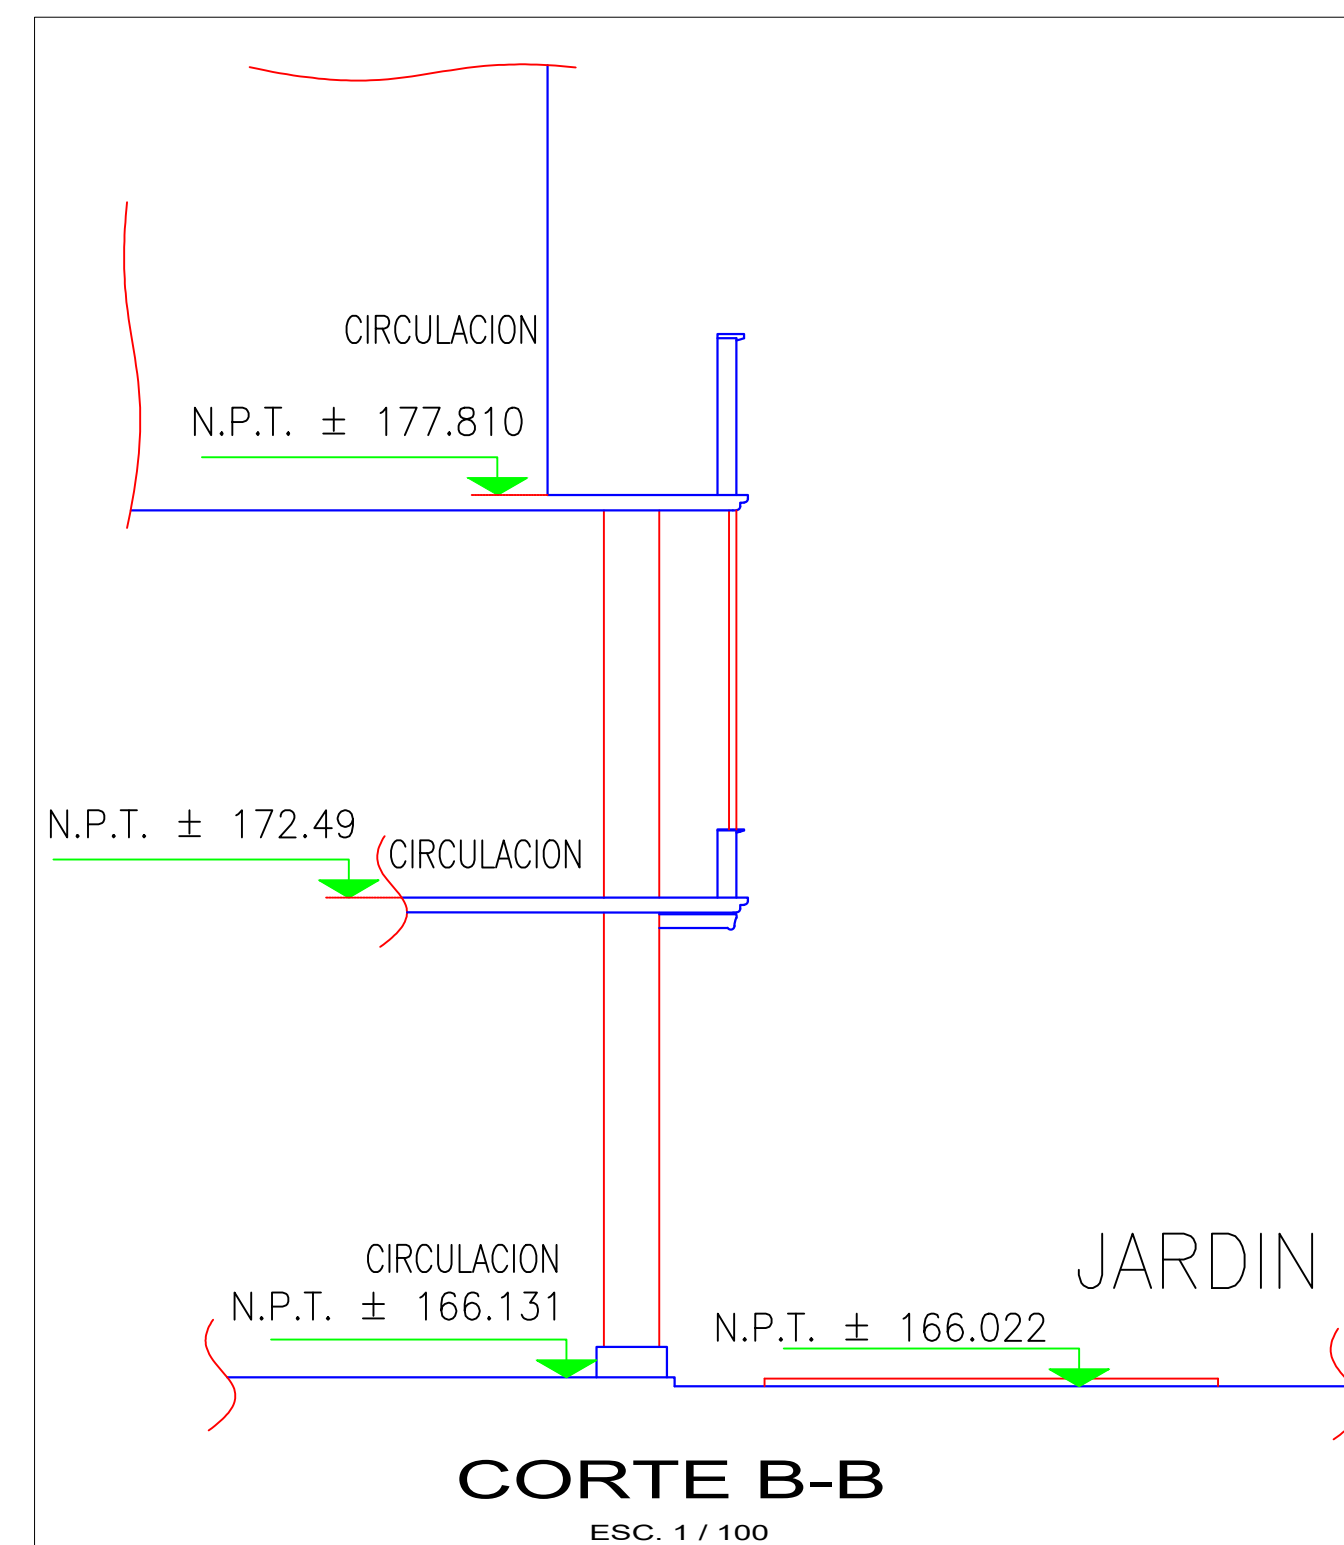 CIRCULACION
N.P.T. ± 177.810
N.P.T. ± 172.49
CIRCULACION
CIRCULACION
N.P.T. ± 166.131
JARDIN
N.P.T. ± 166.022
CORTE B-B
ESC. 1 / 100